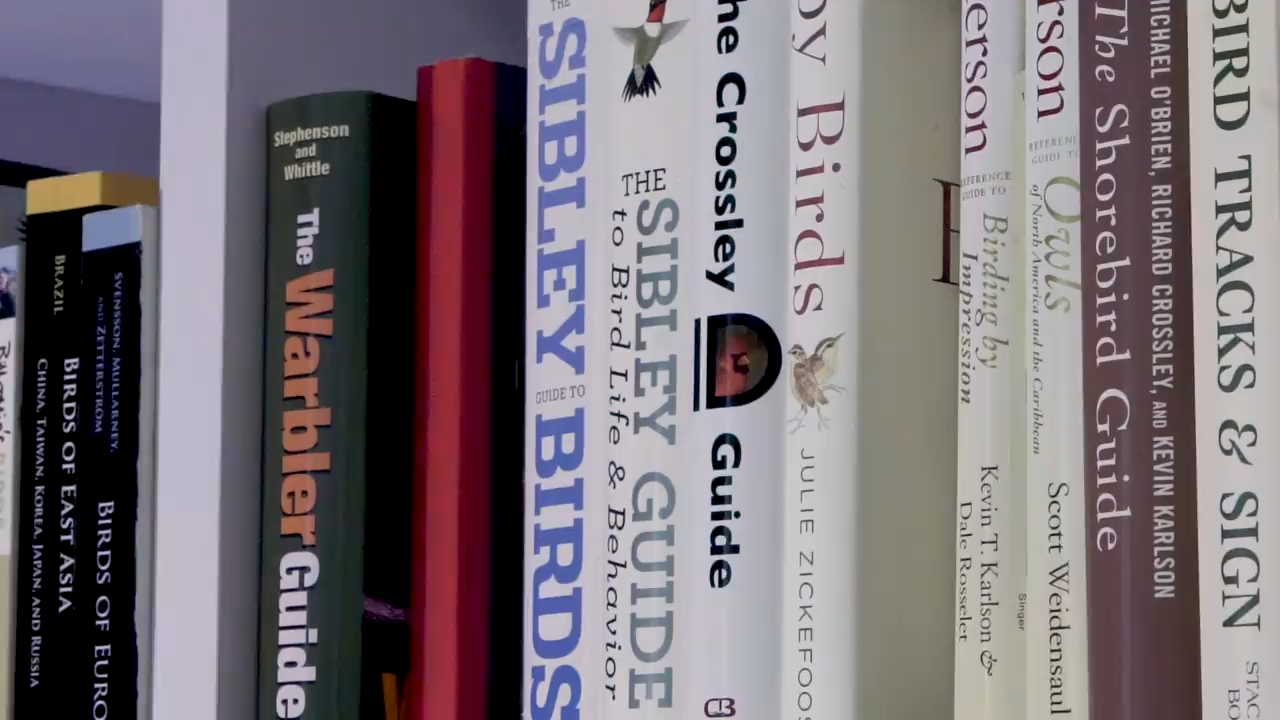 BRAZIL
BIRDS OF EAST ASIA
CHINA, TAIWAN, KOREA, JAPAN, AND RUSSIA
SVENSSON, MULLARNEY,
AND ZETTERSTRÖM
BIRDS OF EURO
Stephenson
and
Whittle
The Warbler Guide
THE
SIBLEY
GUIDE TO
BIRDS
THE SIBLEY GUIDE
to Bird Life & Behavior
he Crossley
Guide
by Birds
JULIE ZICKEFOOS
erson
REFERENCE
GUIDE TO
Birding by
Impression
Kevin T. Karlson &
Dale Rosselet
Singer
rson
REFERENC
GUIDE TO
Owls
of North America and the Caribbean
Scott Weidensaul
The Shorebird Guide
MICHAEL O'BRIEN, RICHARD CROSSLEY, AND KEVIN KARLSON
BIRD TRACKS & SIGN